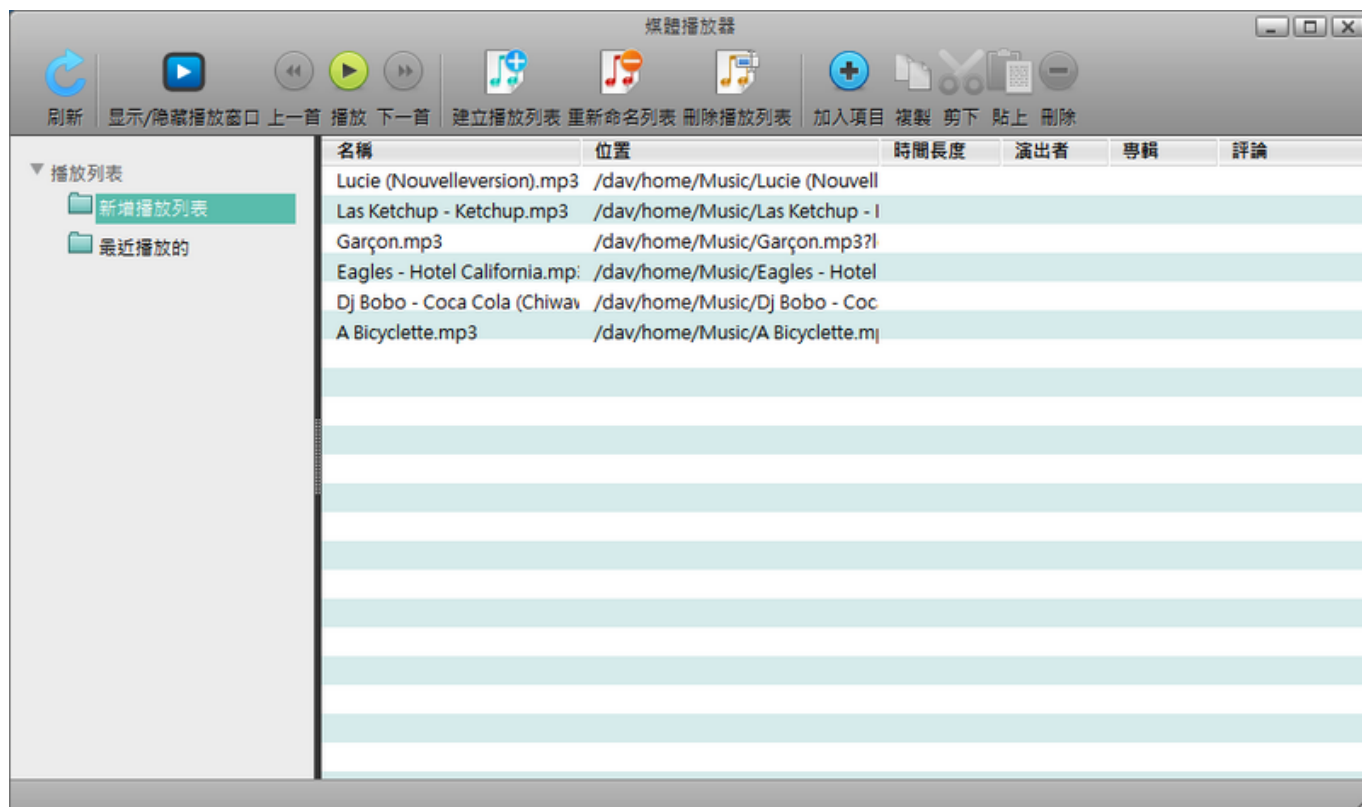 媒體播放器
刷新 显示/隐藏播放窗口 上一首 播放 下一首 建立播放列表 重新命名列表 刪除播放列表 加入項目 複製 剪下 貼上 刪除
播放列表
新增播放列表
最近播放的
名稱 位置 時間長度 演出者 專輯 評論
Lucie (Nouvelleversion).mp3 /dav/home/Music/Lucie (Nouvell
Las Ketchup - Ketchup.mp3 /dav/home/Music/Las Ketchup -
Garçon.mp3 /dav/home/Music/Garçon.mp3?l
Eagles - Hotel California.mp /dav/home/Music/Eagles - Hotel
Dj Bobo - Coca Cola (Chiwav /dav/home/Music/Dj Bobo - Coc
A Bicyclette.mp3 /dav/home/Music/A Bicyclette.m